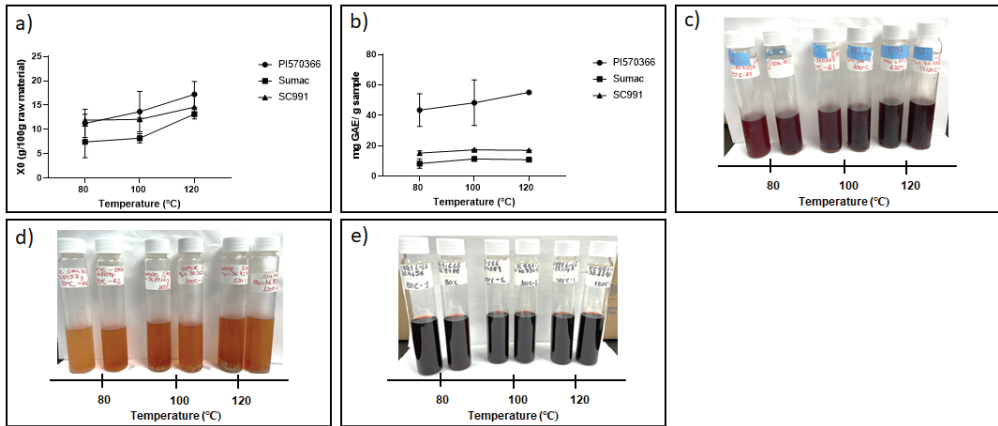 a)
25
20
15
10
5
0
X0 (g/100g raw material)
80
100
120
Temperature (°C)
PI570366
Sumac
SC991
b)
80
60
40
20
0
mg GAE/ g sample
80
100
120
Temperature (°C)
PI570366
Sumac
SC991
c)
80
100
120
Temperature (°C)
d)
80
100
120
Temperature (°C)
e)
80
100
120
Temperature (°C)